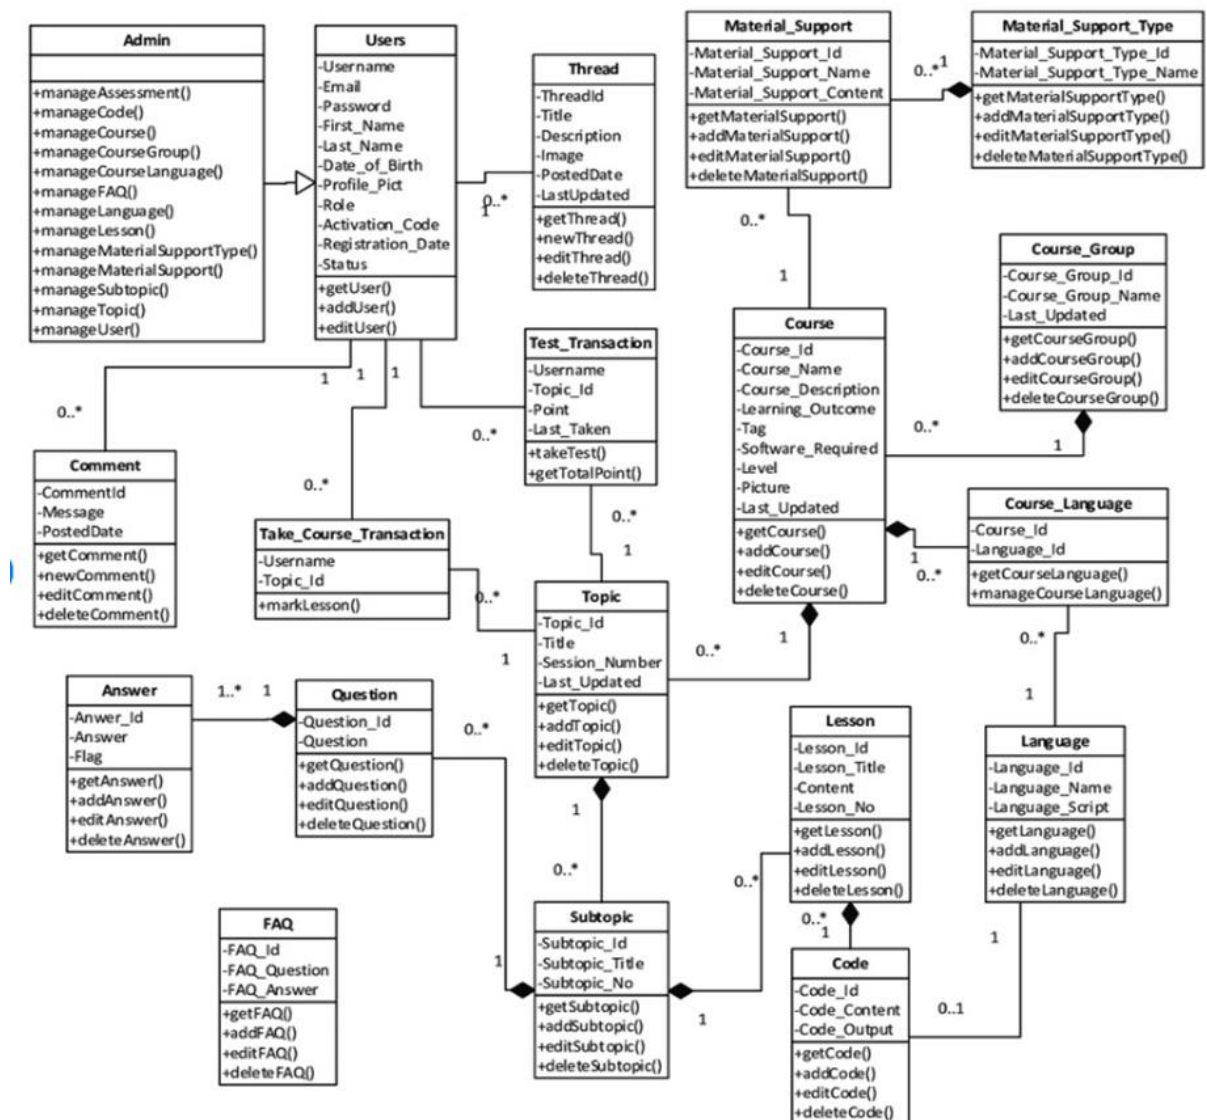 Admin
+manageAssessment()
+manageCode()
+manageCourse()
+manageCourseGroup()
+manageCourseLanguage()
+manageFAQ()
+manageLanguage()
+manageLesson()
+manageMaterialSupportType()
+manageMaterialSupport()
+manageSubtopic()
+manageTopic()
+manageUser()
Users
-Username
-Email
-Password
-First_Name
-Last_Name
-Date_of_Birth
-Profile_Pict
-Role
-Activation_Code
-Registration_Date
-Status
+getUser()
+addUser()
+editUser()
0..*
1
Thread
-ThreadId
-Title
-Description
-Image
-PostedDate
-LastUpdated
+getThread()
+newThread()
+editThread()
+deleteThread()
Material_Support
-Material_Support_Id
-Material_Support_Name
-Material_Support_Content
+getMaterialSupport()
+addMaterialSupport()
+editMaterialSupport()
+deleteMaterialSupport()
0..*
1
Material_Support_Type
-Material_Support_Type_Id
-Material_Support_Type_Name
+getMaterialSupportType()
+addMaterialSupportType()
+editMaterialSupportType()
+deleteMaterialSupportType()
0..*
1
Course_Group
-Course_Group_Id
-Course_Group_Name
-Last_Updated
+getCourseGroup()
+addCourseGroup()
+editCourseGroup()
+deleteCourseGroup()
Course
-Course_Id
-Course_Name
-Course_Description
-Learning_Outcome
-Tag
-Software_Required
-Level
-Picture
-Last_Updated
+getCourse()
+addCourse()
+editCourse()
+deleteCourse()
0..*
1
Test_Transaction
-Username
-Topic_Id
-Point
-Last_Taken
+takeTest()
+getTotalPoint()
1
1
1
0..*
0..*
0..*
Comment
-CommentId
-Message
-PostedDate
+getComment()
+newComment()
+editComment()
+deleteComment()
Take_Course_Transaction
-Username
-Topic_Id
+markLesson()
0..*
1
0..*
1
Course_Language
-Course_Id
-Language_Id
+getCourseLanguage()
+manageCourseLanguage()
1
0..*
Topic
-Topic_Id
-Title
-Session_Number
-Last_Updated
+getTopic()
+addTopic()
+editTopic()
+deleteTopic()
0..*
1
0..*
1
Answer
-Anwer_Id
-Answer
-Flag
+getAnswer()
+addAnswer()
+editAnswer()
+deleteAnswer()
1..*
1
Question
-Question_Id
-Question
+getQuestion()
+addQuestion()
+editQuestion()
+deleteQuestion()
0..*
1
1
0..*
Lesson
-Lesson_Id
-Lesson_Title
-Content
-Lesson_No
+getLesson()
+addLesson()
+editLesson()
+deleteLesson()
Language
-Language_Id
-Language_Name
-Language_Script
+getLanguage()
+addLanguage()
+editLanguage()
+deleteLanguage()
FAQ
-FAQ_Id
-FAQ_Question
-FAQ_Answer
+getFAQ()
+addFAQ()
+editFAQ()
+deleteFAQ()
Subtopic
-Subtopic_Id
-Subtopic_Title
-Subtopic_No
+getSubtopic()
+addSubtopic()
+editSubtopic()
+deleteSubtopic()
0..*
1
0..*
1
Code
-Code_Id
-Code_Content
-Code_Output
+getCode()
+addCode()
+editCode()
+deleteCode()
1
0..1